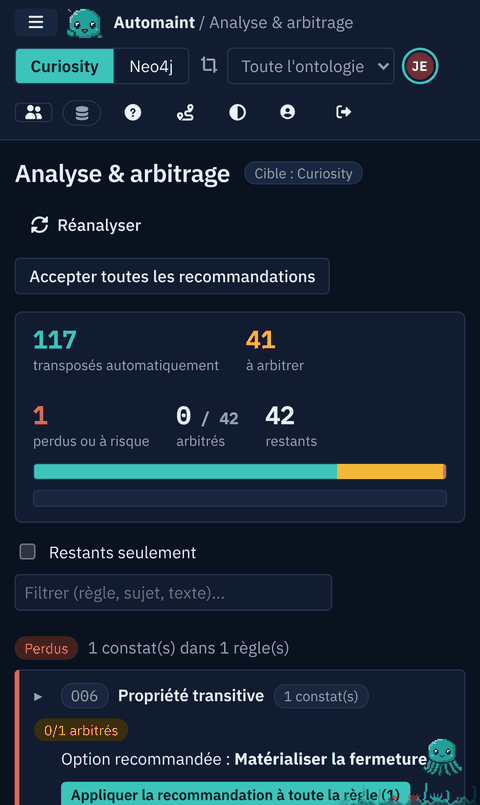 Automaint / Analyse & arbitrage
Curiosity Neo4j Toute l'ontologie JE
Analyse & arbitrage Cible : Curiosity
Réanalyser
Accepter toutes les recommandations
117 41
transposés automatiquement à arbitrer
1 0 / 42 42
perdus ou à risque arbitrés restants
Restants seulement
Filtrer (règle, sujet, texte)...
Perdus 1 constat(s) dans 1 règle(s)
006 Propriété transitive 1 constat(s)
0/1 arbitrés
Option recommandée : Matérialiser la fermeture
Appliquer la recommandation à toute la règle (1)